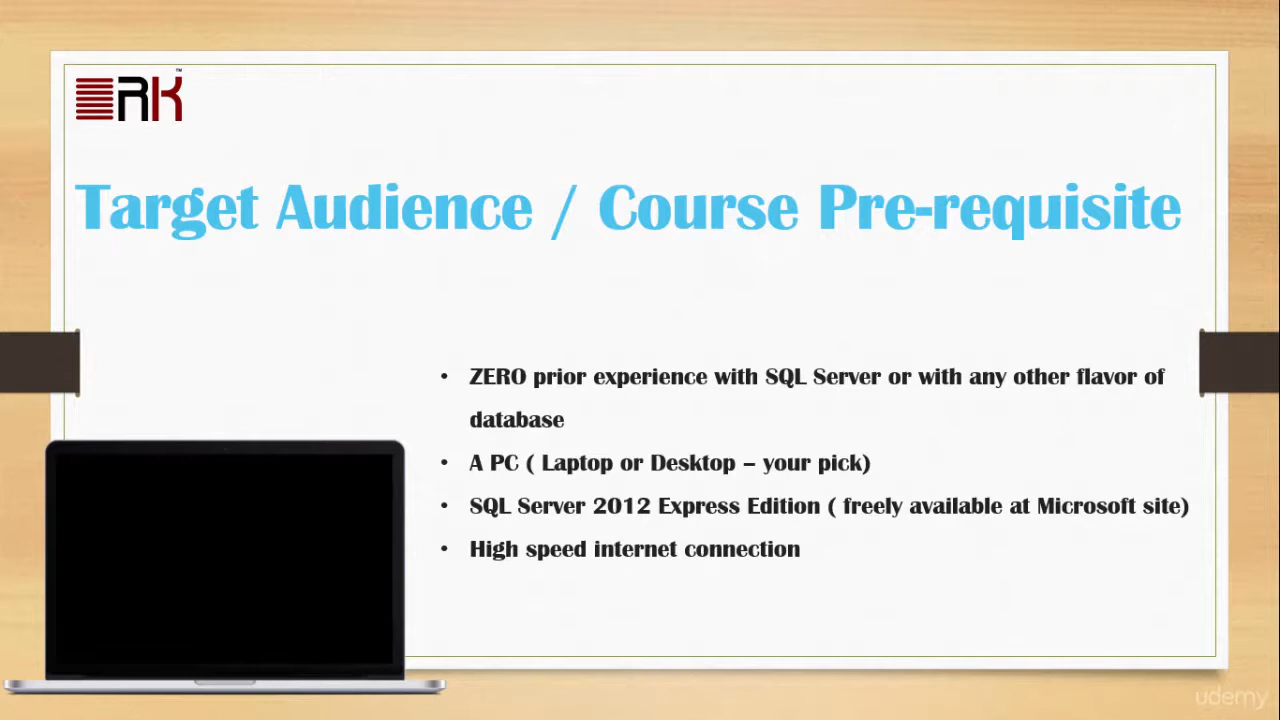 RK™
Target Audience / Course Pre-requisite
• ZERO prior experience with SQL Server or with any other flavor of
database
• A PC ( Laptop or Desktop – your pick)
• SQL Server 2012 Express Edition ( freely available at Microsoft site)
• High speed internet connection
udemy